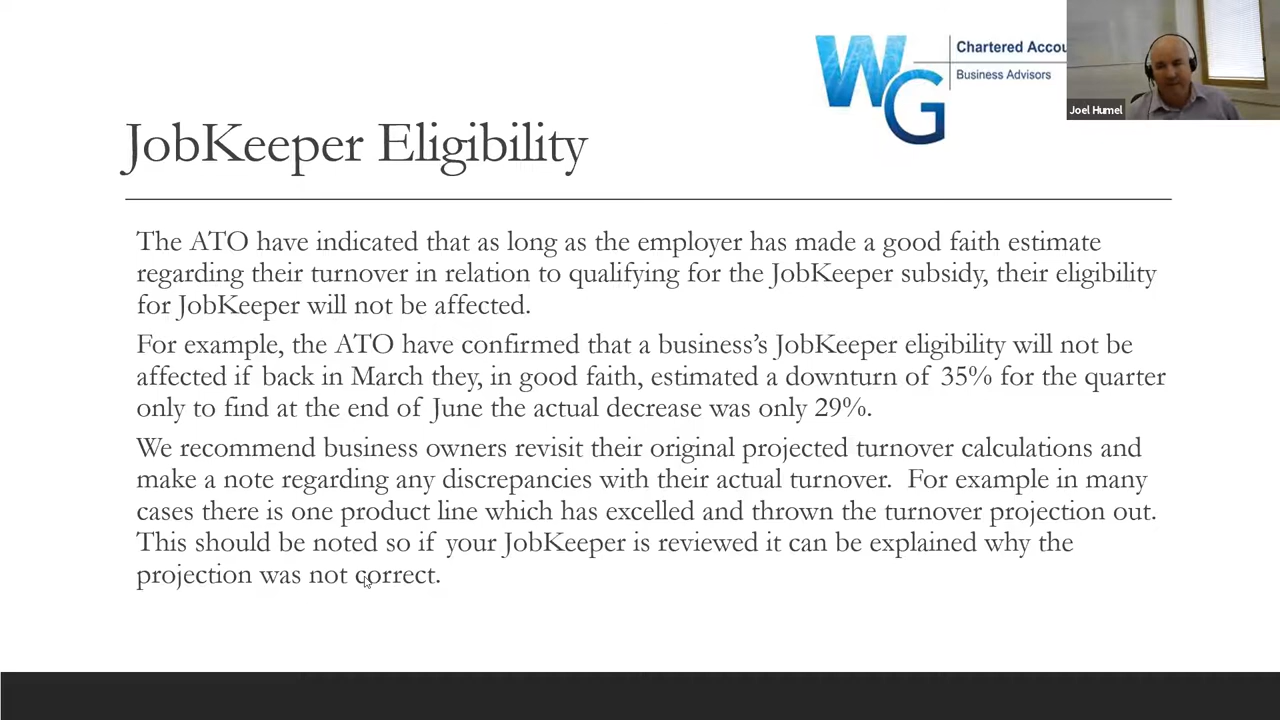 WG
Chartered Accou
Business Advisors
Joel Humel
JobKeeper Eligibility
The ATO have indicated that as long as the employer has made a good faith estimate
regarding their turnover in relation to qualifying for the JobKeeper subsidy, their eligibility
for JobKeeper will not be affected.
For example, the ATO have confirmed that a business’s JobKeeper eligibility will not be
affected if back in March they, in good faith, estimated a downturn of 35% for the quarter
only to find at the end of June the actual decrease was only 29%.
We recommend business owners revisit their original projected turnover calculations and
make a note regarding any discrepancies with their actual turnover.  For example in many
cases there is one product line which has excelled and thrown the turnover projection out.
This should be noted so if your JobKeeper is reviewed it can be explained why the
projection was not correct.